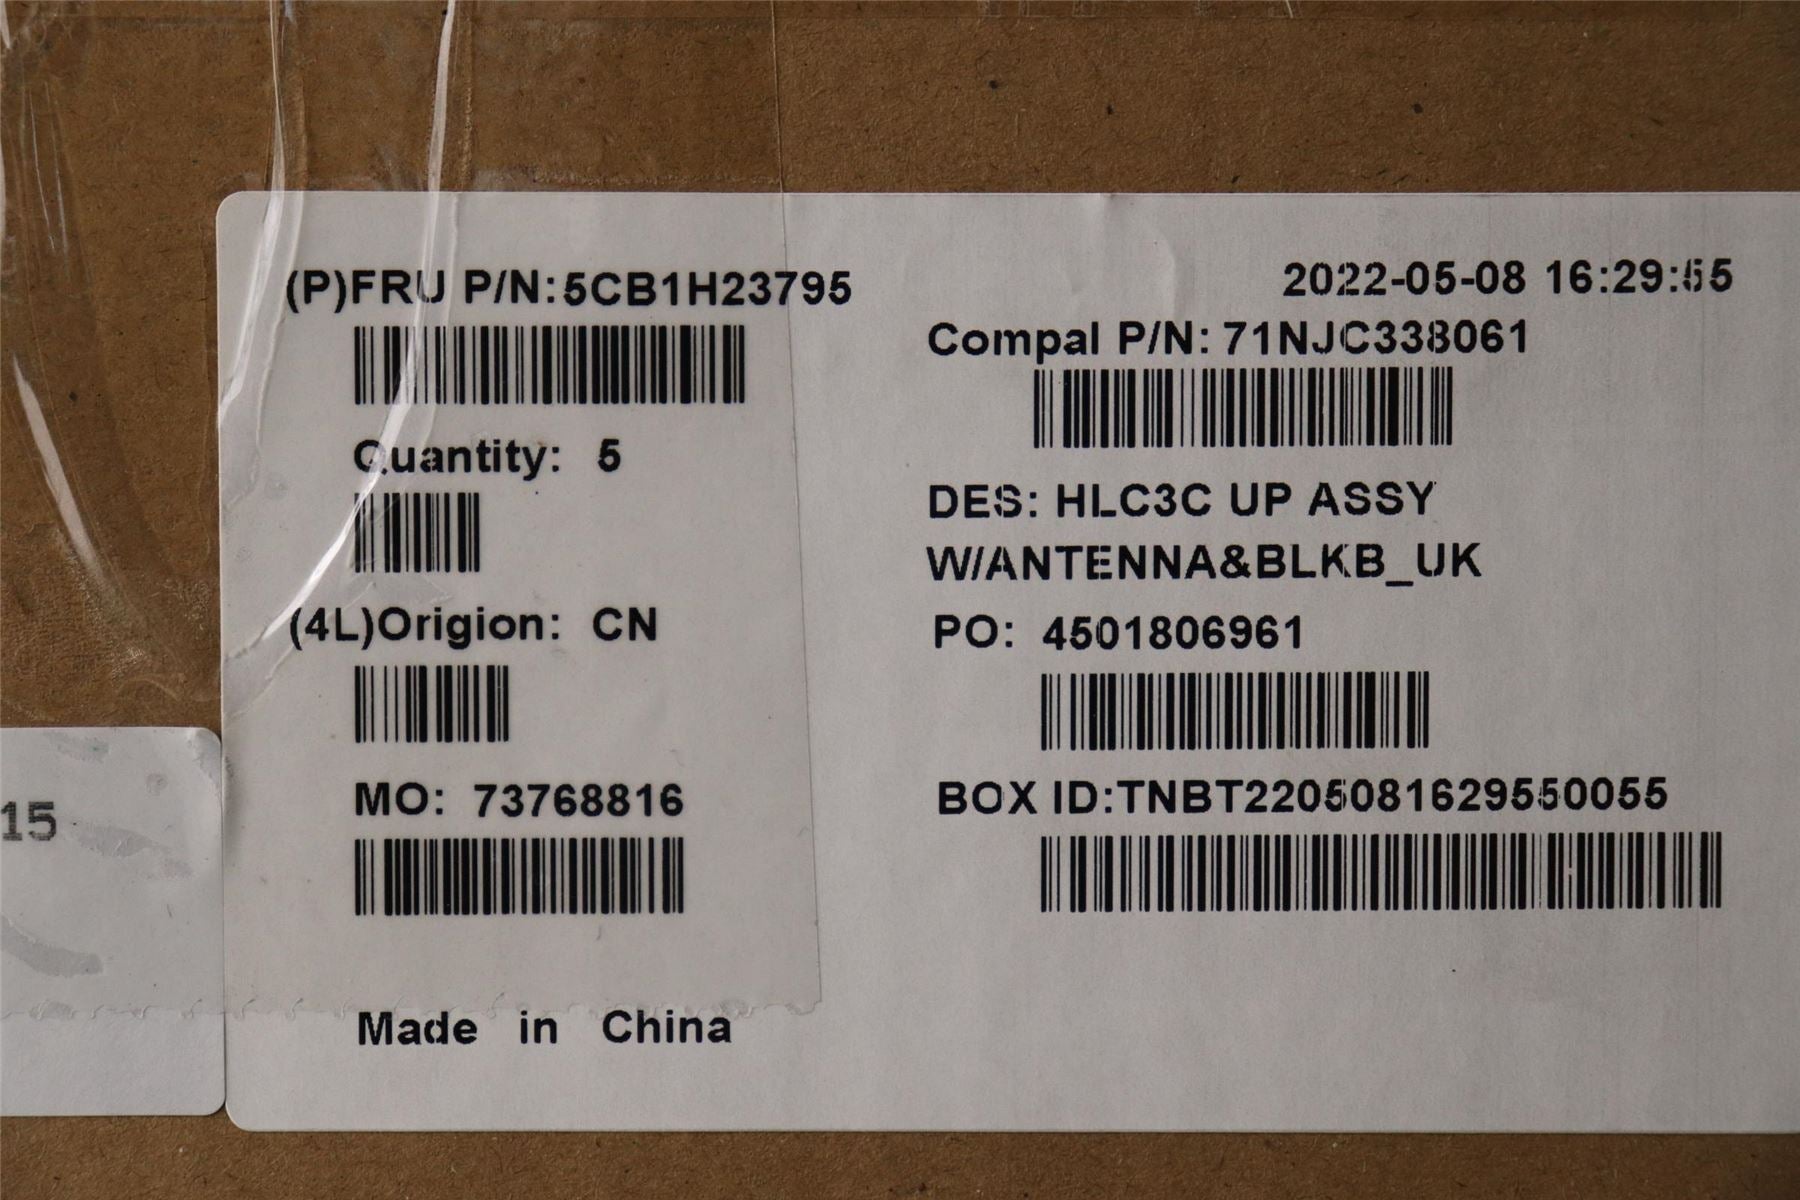 (P)FRU P/N:5CB1H23795
Quantity: 5
(4L)Origion: CN
MO: 73768816
Made in China
2022-05-08 16:29:55
Compal P/N: 71NJC338061
DES: HLC3C UP ASSY
W/ANTENNA&BLKB_UK
PO: 4501806961
BOX ID:TNBT2205081629550055
15